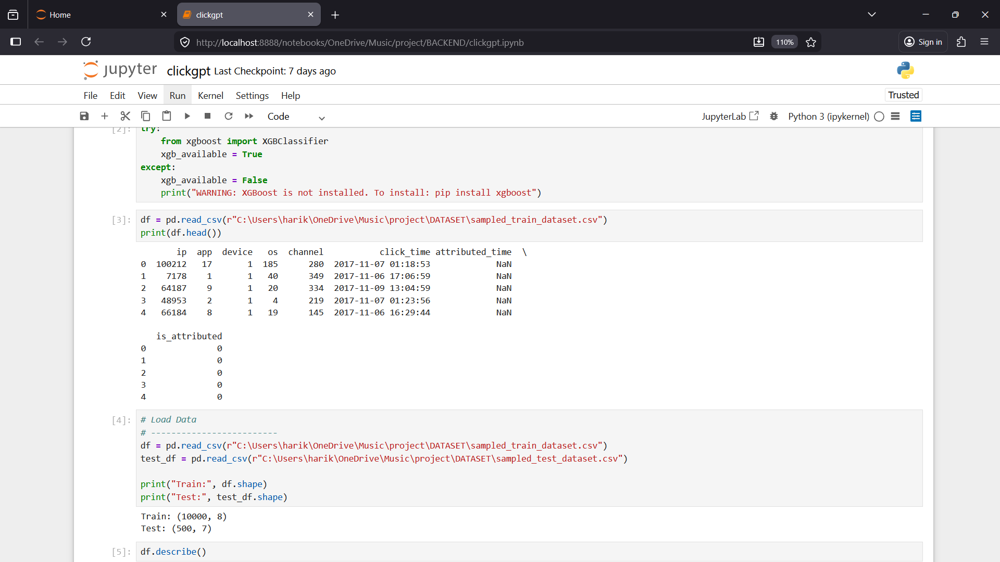 Home
clickgpt
http://localhost:8888/notebooks/OneDrive/Music/project/BACKEND/clickgpt.ipynb
110%
Sign in
jupyter clickgpt Last Checkpoint: 7 days ago
File Edit View Run Kernel Settings Help
Trusted
Code
JupyterLab
Python 3 (ipykernel)
[2]: try:
    from xgboost import XGBClassifier
    xgb_available = True
except:
    xgb_available = False
    print("WARNING: XGBoost is not installed. To install: pip install xgboost")
[3]: df = pd.read_csv(r"C:\Users\harik\OneDrive\Music\project\DATASET\sampled_train_dataset.csv")
print(df.head())
       ip  app  device   os  channel           click_time attributed_time  \
0  100212   17       1  185      280  2017-11-07 01:18:53             NaN
1    7178    1       1   40      349  2017-11-06 17:06:59             NaN
2   64187    9       1   20      334  2017-11-09 13:04:59             NaN
3   48953    2       1    4      219  2017-11-07 01:23:56             NaN
4   66184    8       1   19      145  2017-11-06 16:29:44             NaN
   is_attributed
0              0
1              0
2              0
3              0
4              0
[4]: # Load Data
# -------------------------
df = pd.read_csv(r"C:\Users\harik\OneDrive\Music\project\DATASET\sampled_train_dataset.csv")
test_df = pd.read_csv(r"C:\Users\harik\OneDrive\Music\project\DATASET\sampled_test_dataset.csv")
print("Train:", df.shape)
print("Test:", test_df.shape)
Train: (10000, 8)
Test: (500, 7)
[5]: df.describe()